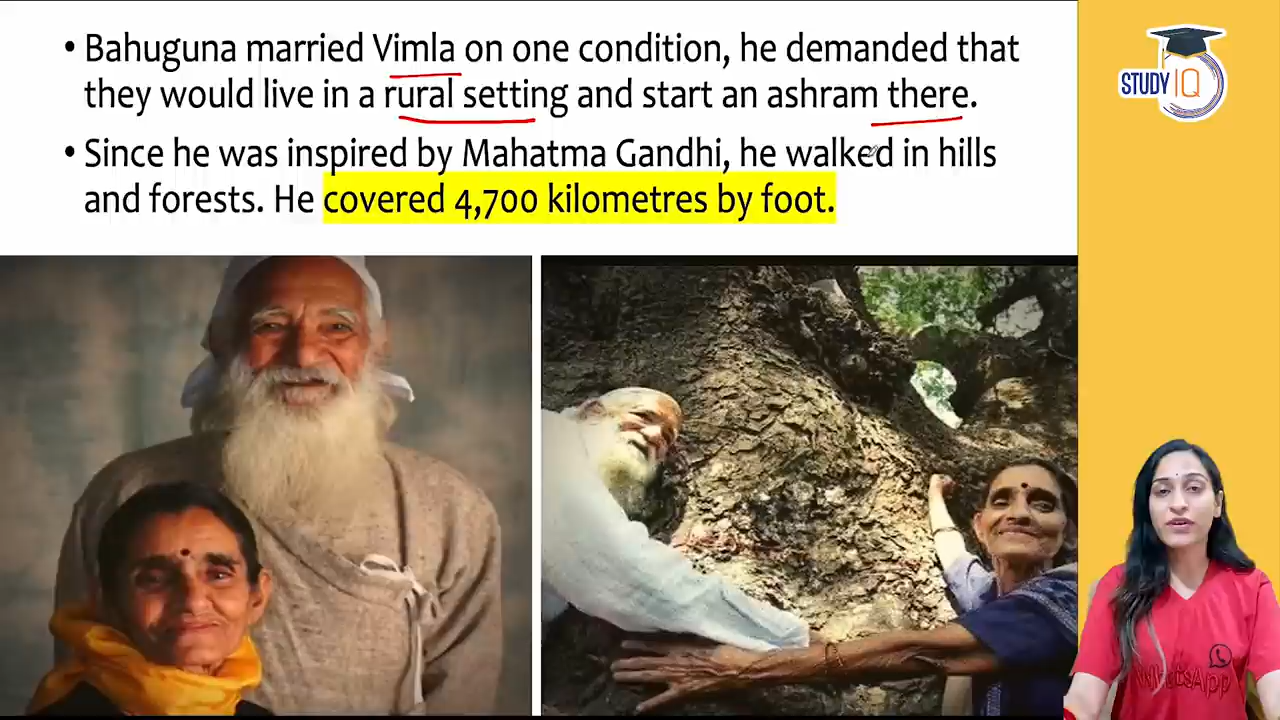 • Bahuguna married Vimla on one condition, he demanded that
they would live in a rural setting and start an ashram there.
• Since he was inspired by Mahatma Gandhi, he walked in hills
and forests. He covered 4,700 kilometres by foot.
STUDY IQ
WhatsApp